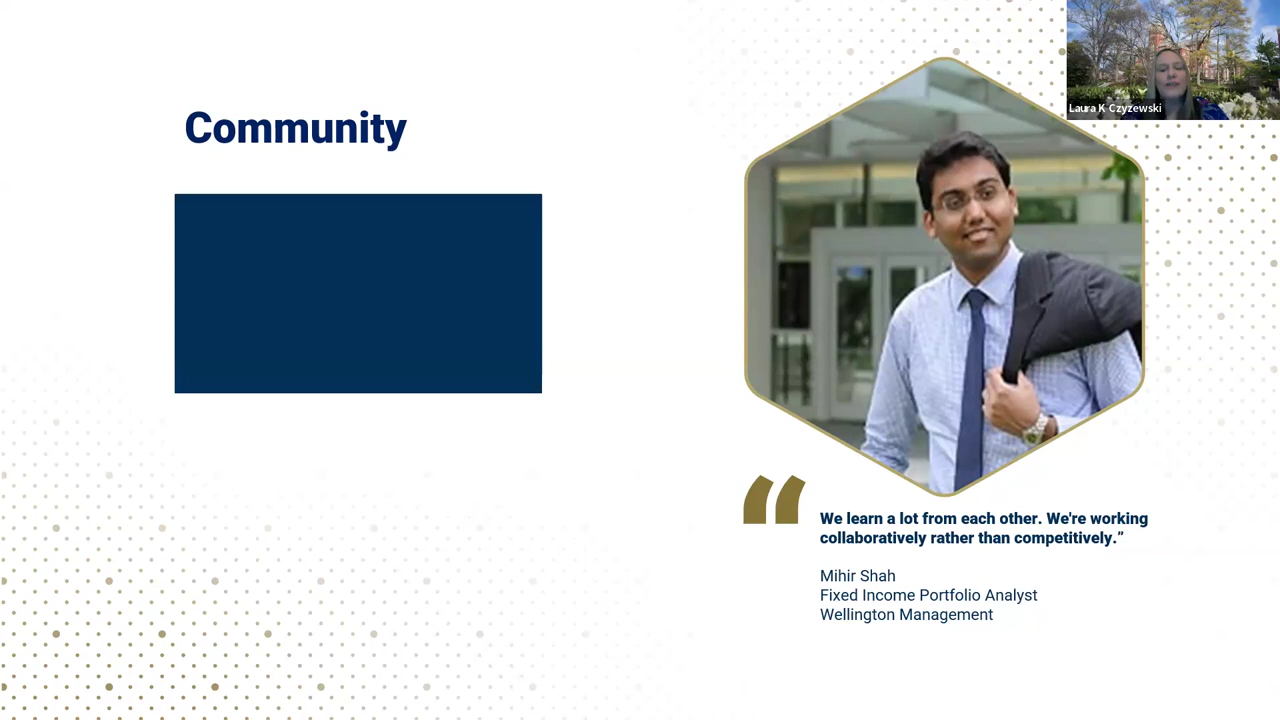 Community
Laura K Czyzewski
“
We learn a lot from each other. We're working
collaboratively rather than competitively.”
Mihir Shah
Fixed Income Portfolio Analyst
Wellington Management